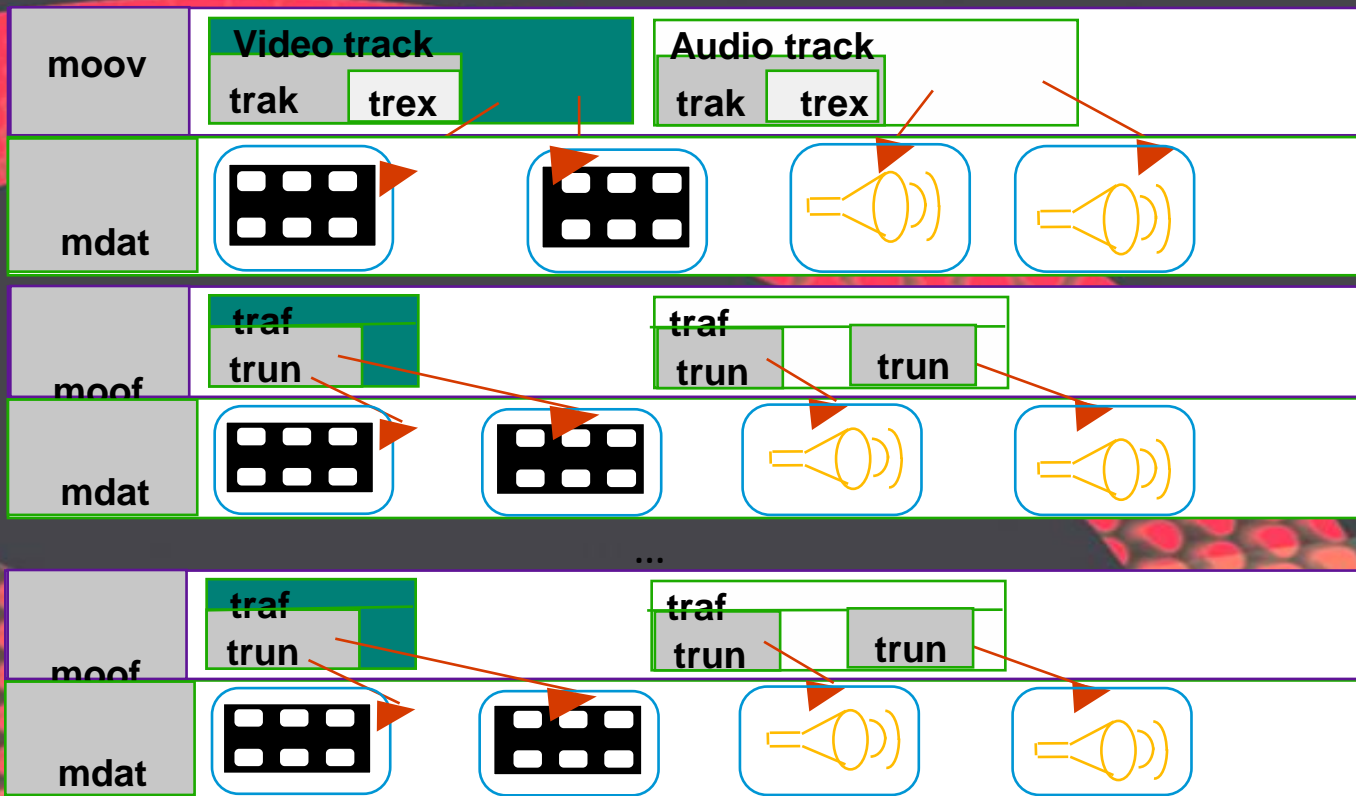 moov
Video track
trak trex
Audio track
trak trex
mdat
moof
traf
trun
traf
trun trun
mdat
...
moof
traf
trun
traf
trun trun
mdat